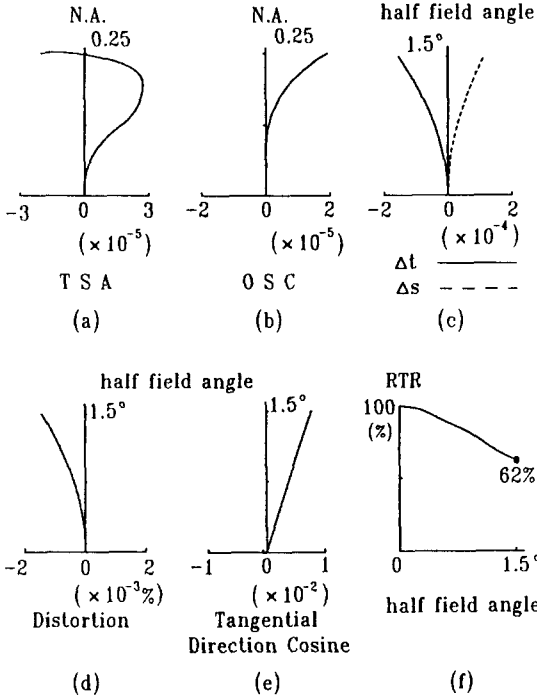 N.A.
0.25
-3 0 3
(×10⁻⁵)
T S A
(a)
N.A.
0.25
-2 0 2
(×10⁻⁵)
O S C
(b)
half field angle
1.5°
-2 0 2
(×10⁻⁴)
Δt
Δs
(c)
half field angle
1.5°
-2 0 2
(×10⁻³%)
Distortion
(d)
1.5°
-1 0 1
(×10⁻²)
Tangential
Direction Cosine
(e)
RTR
100
(%)
62%
0 1.5°
half field angle
(f)